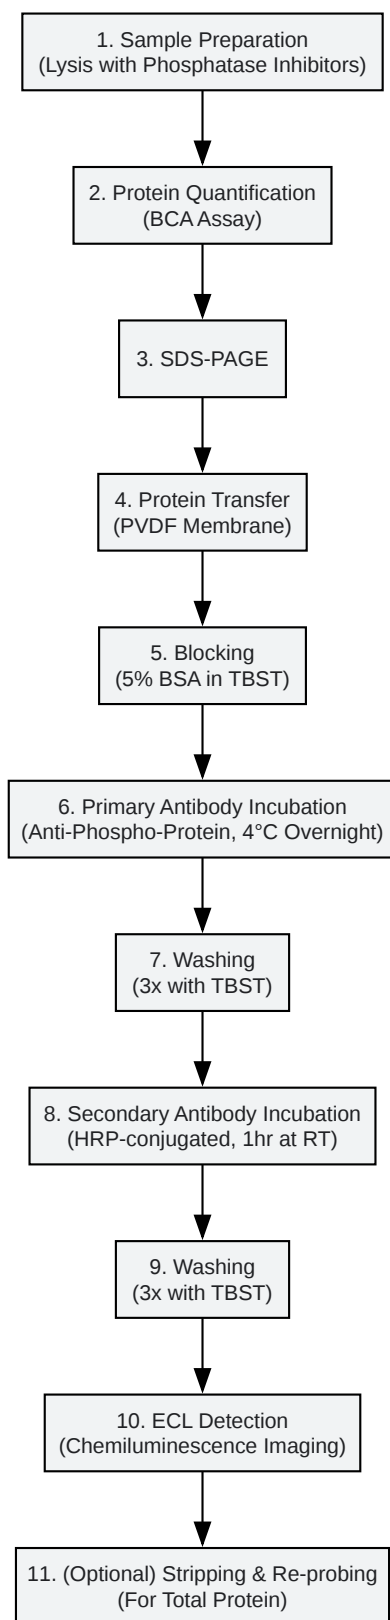 1. Sample Preparation
(Lysis with Phosphatase Inhibitors)
2. Protein Quantification
(BCA Assay)
3. SDS-PAGE
4. Protein Transfer
(PVDF Membrane)
5. Blocking
(5% BSA in TBST)
6. Primary Antibody Incubation
(Anti-Phospho-Protein, 4°C Overnight)
7. Washing
(3x with TBST)
8. Secondary Antibody Incubation
(HRP-conjugated, 1hr at RT)
9. Washing
(3x with TBST)
10. ECL Detection
(Chemiluminescence Imaging)
11. (Optional) Stripping & Re-probing
(For Total Protein)